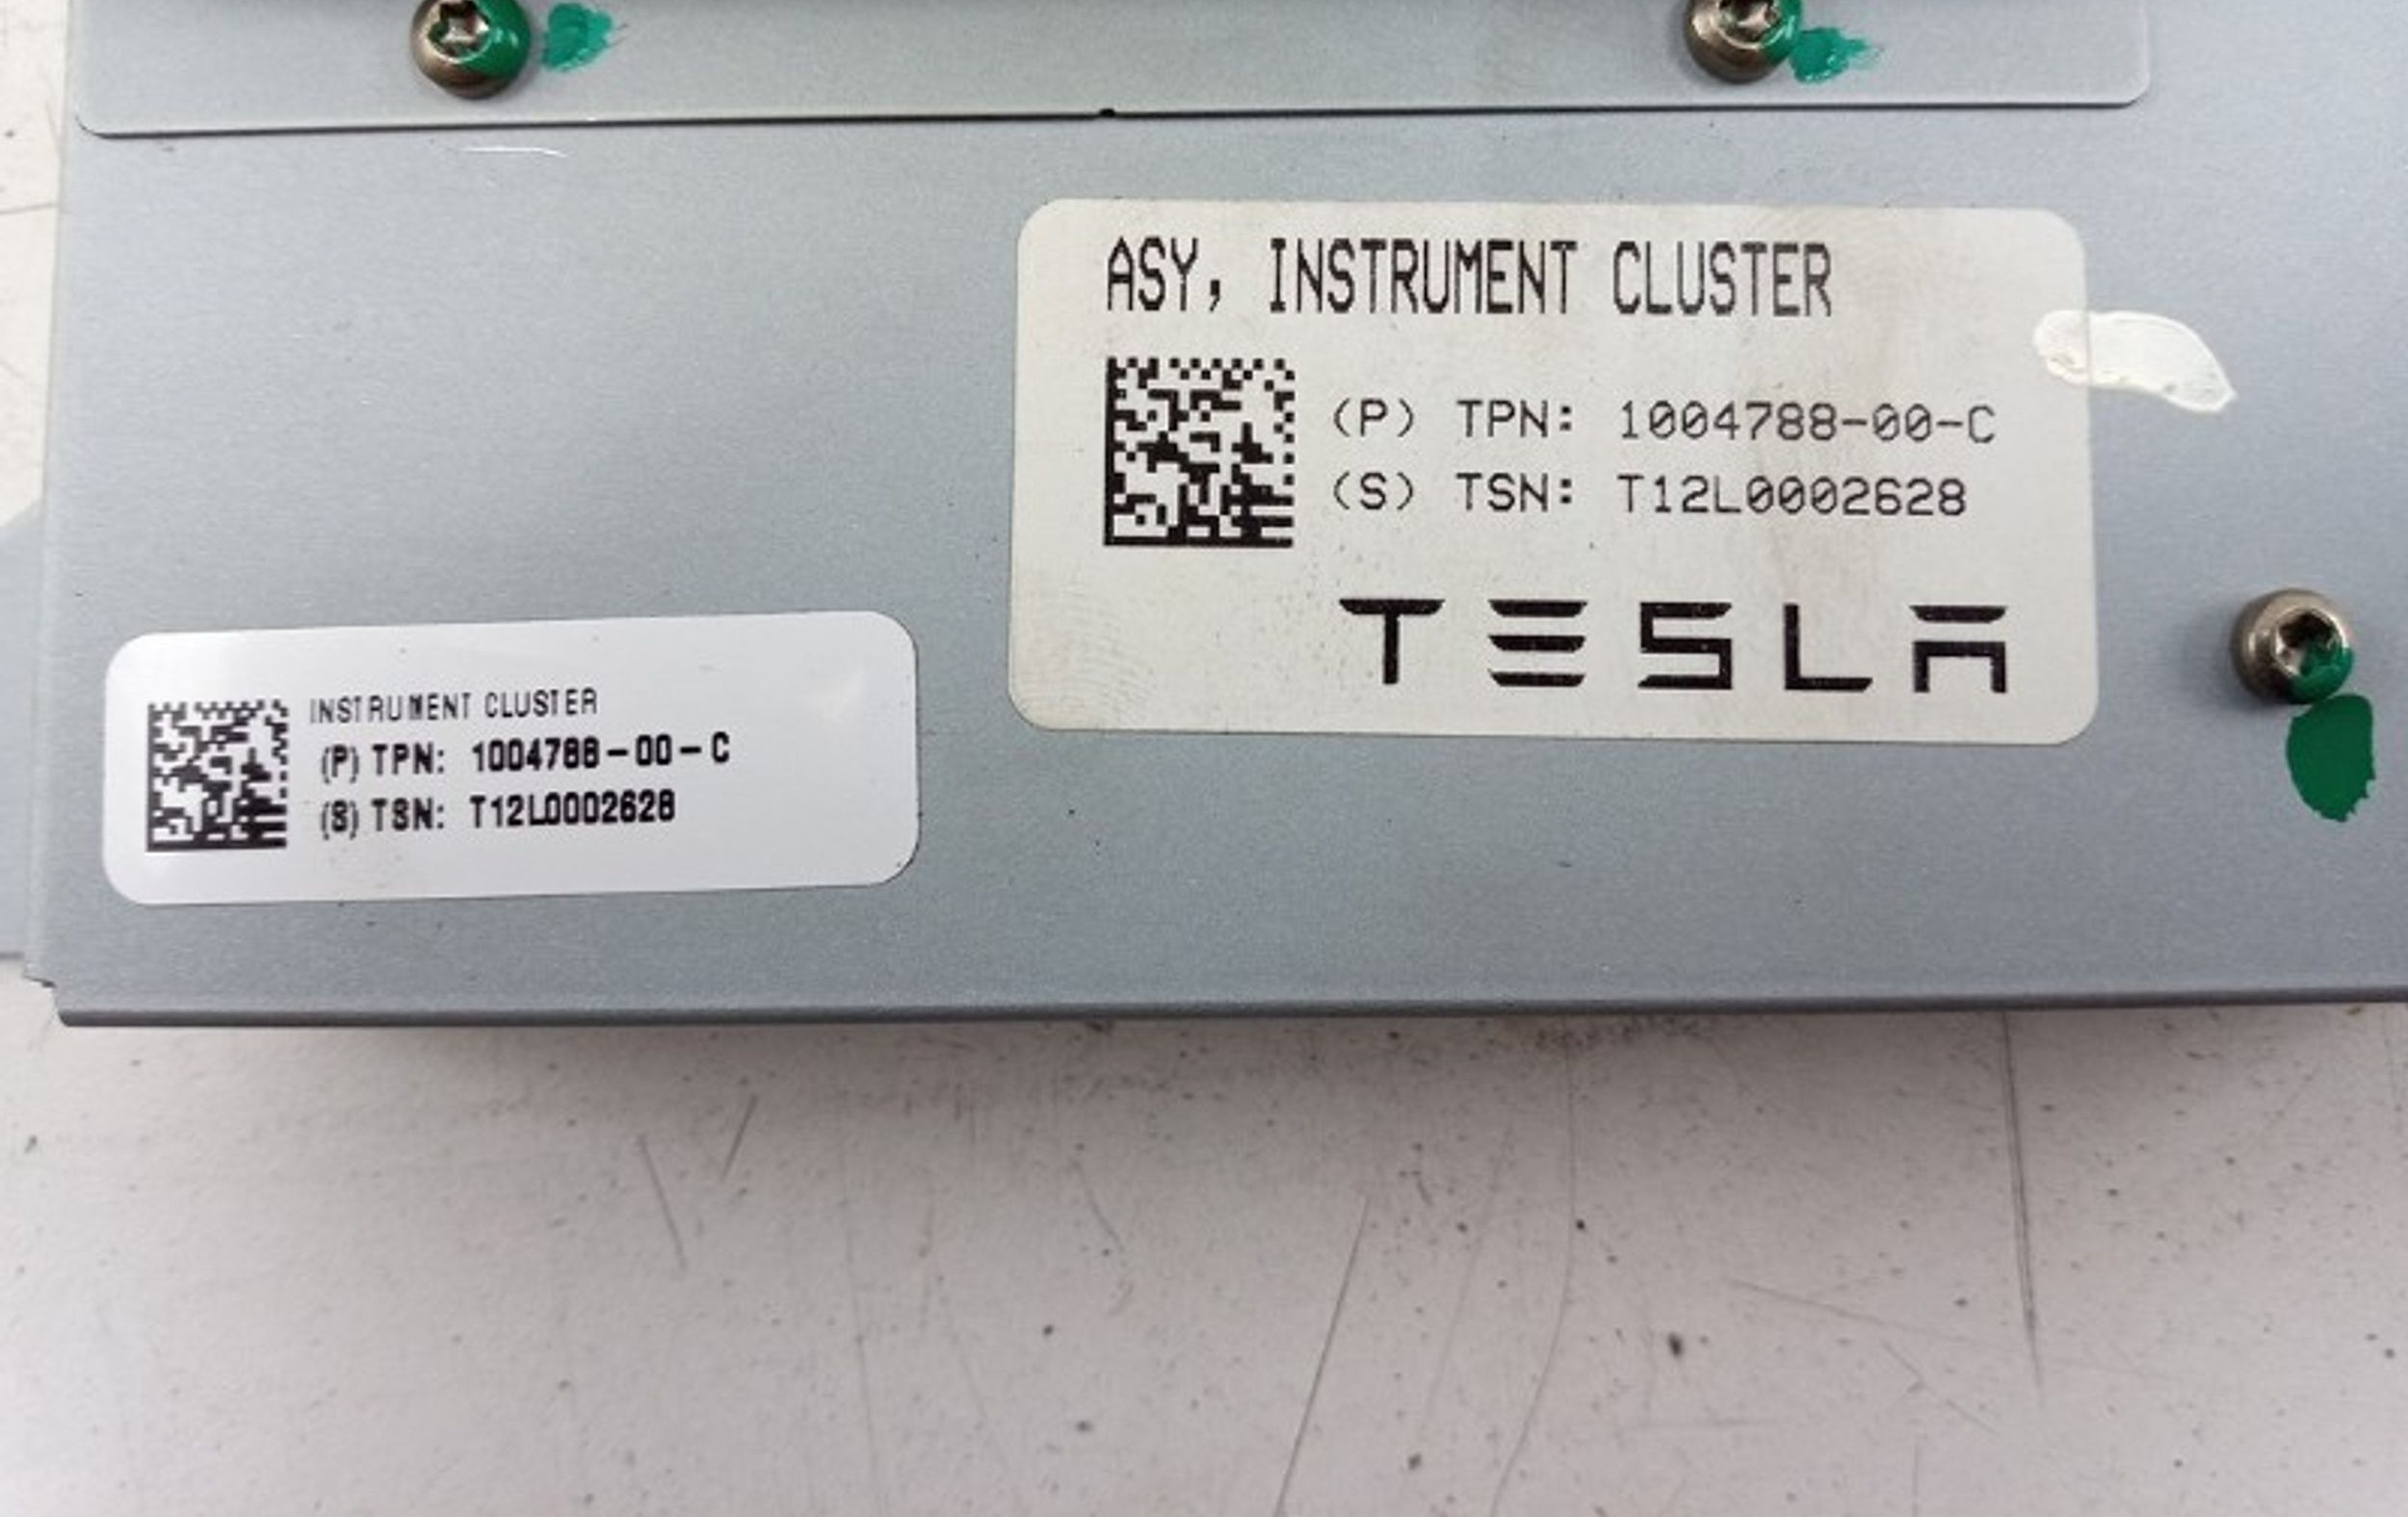 ASY, INSTRUMENT CLUSTER
(P) TPN: 1004788-00-C
(S) TSN: T12L0002628
TESLA
INSTRUMENT CLUSTER
(P) TPN: 1004788-00-C
(S) TSN: T12L0002628